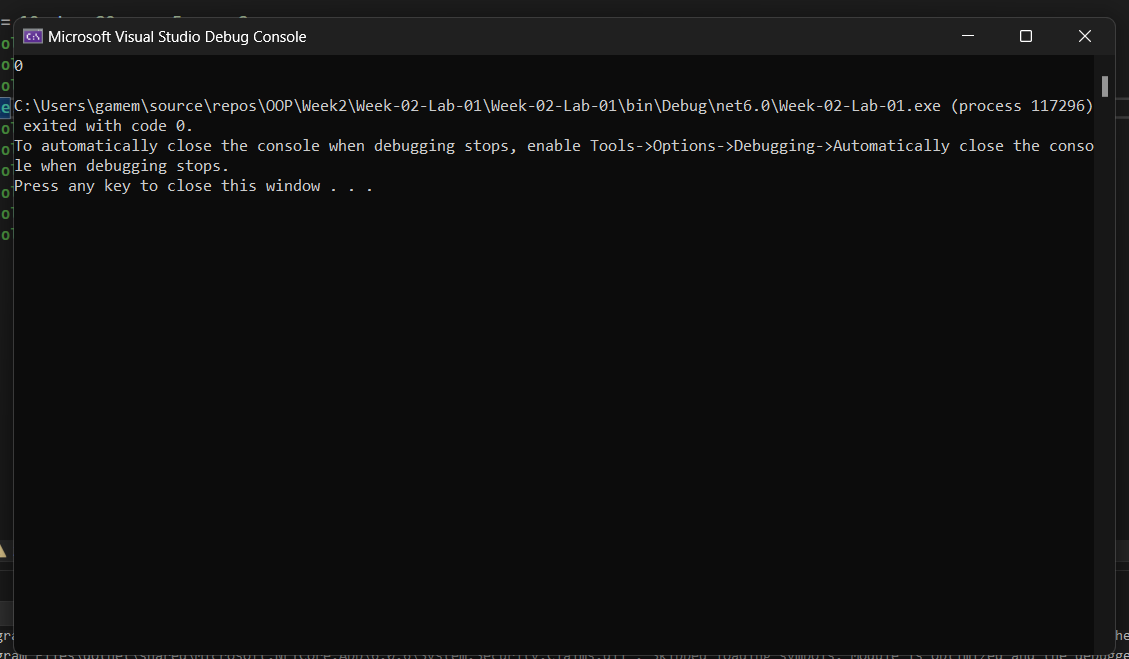 Microsoft Visual Studio Debug Console
0
C:\Users\gamem\source\repos\OOP\Week2\Week-02-Lab-01\Week-02-Lab-01\bin\Debug\net6.0\Week-02-Lab-01.exe (process 117296)
exited with code 0.
To automatically close the console when debugging stops, enable Tools->Options->Debugging->Automatically close the conso
le when debugging stops.
Press any key to close this window . . .